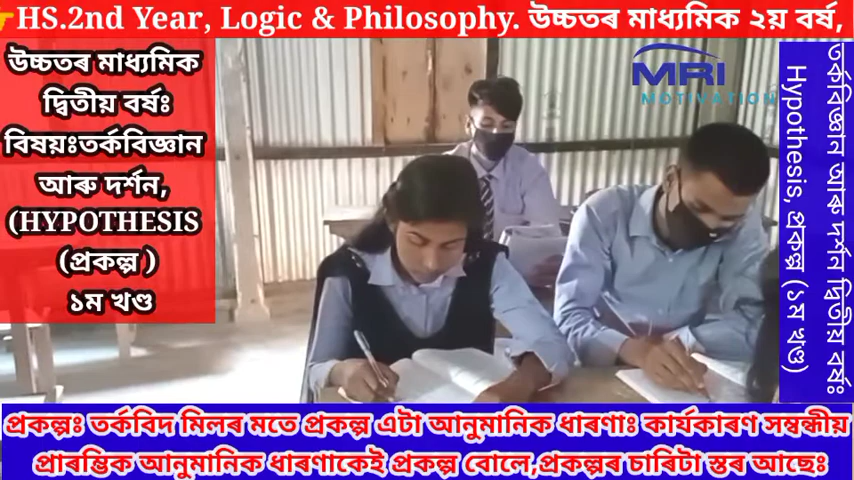 👉HS.2nd Year, Logic & Philosophy. উচ্চতৰ মাধ্যমিক ২য় বৰ্ষ,
উচ্চতৰ মাধ্যমিক
দ্বিতীয় বৰ্ষঃ
বিষয়ঃতৰ্কবিজ্ঞান
আৰু দৰ্শন,
(HYPOTHESIS
(প্ৰকল্প )
১ম খণ্ড
MRI
MOTIVATION
তৰ্কবিজ্ঞান আৰু দৰ্শন দ্বিতীয় বৰ্ষঃ
Hypothesis, প্ৰকল্প (১ম খণ্ড)
প্ৰকল্পঃ তৰ্কবিদ মিলৰ মতে প্ৰকল্প এটা আনুমানিক ধাৰণাঃ কাৰ্যকাৰণ সম্বন্ধীয়
প্ৰাৰম্ভিক আনুমানিক ধাৰণাকেই প্ৰকল্প বোলে,প্ৰকল্পৰ চাৰিটা স্তৰ আছেঃ